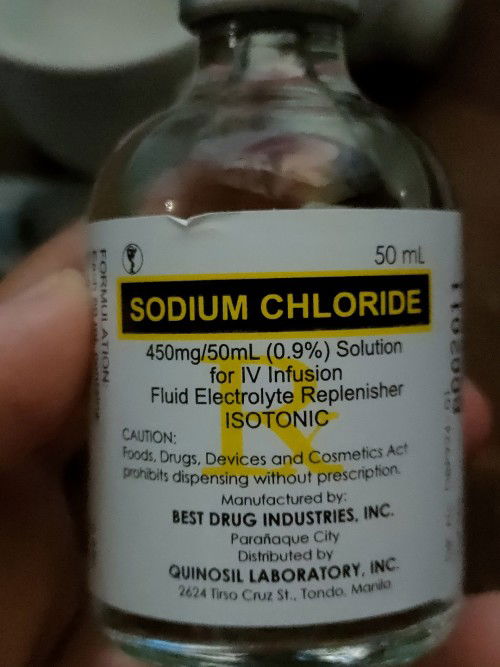 50 mL
SODIUM CHLORIDE
450mg/50mL (0.9%) Solution
for IV Infusion
Fluid Electrolyte Replenisher
ISOTONIC
Rx
CAUTION:
Foods, Drugs, Devices and Cosmetics Act
prohibits dispensing without prescription.
Manufactured by:
BEST DRUG INDUSTRIES, INC.
Parañaque City
Distributed by
QUINOSIL LABORATORY, INC.
2624 Tirso Cruz St., Tondo, Manila
FORMULATION: